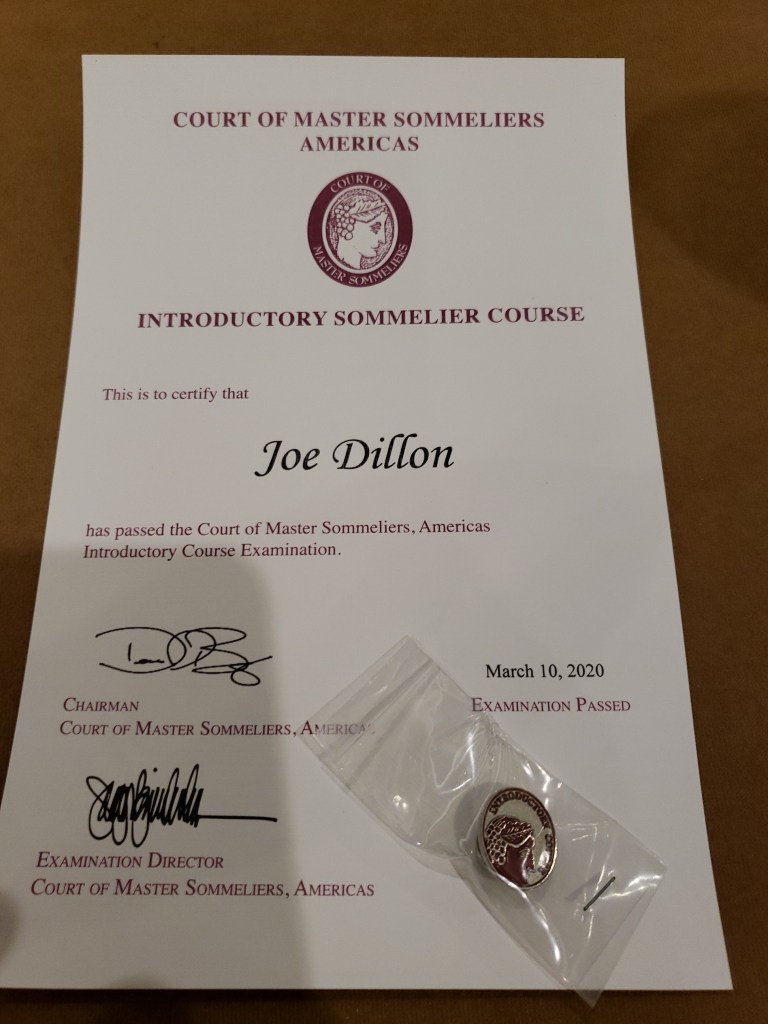 COURT OF MASTER SOMMELIERS
AMERICAS
COURT OF
MASTER SOMMELIERS
INTRODUCTORY SOMMELIER COURSE
This is to certify that
Joe Dillon
has passed the Court of Master Sommeliers, Americas
Introductory Course Examination.
March 10, 2020
CHAIRMAN
EXAMINATION PASSED
COURT OF MASTER SOMMELIERS, AMERICAS
EXAMINATION DIRECTOR
COURT OF MASTER SOMMELIERS, AMERICAS
INTRODUCTORY